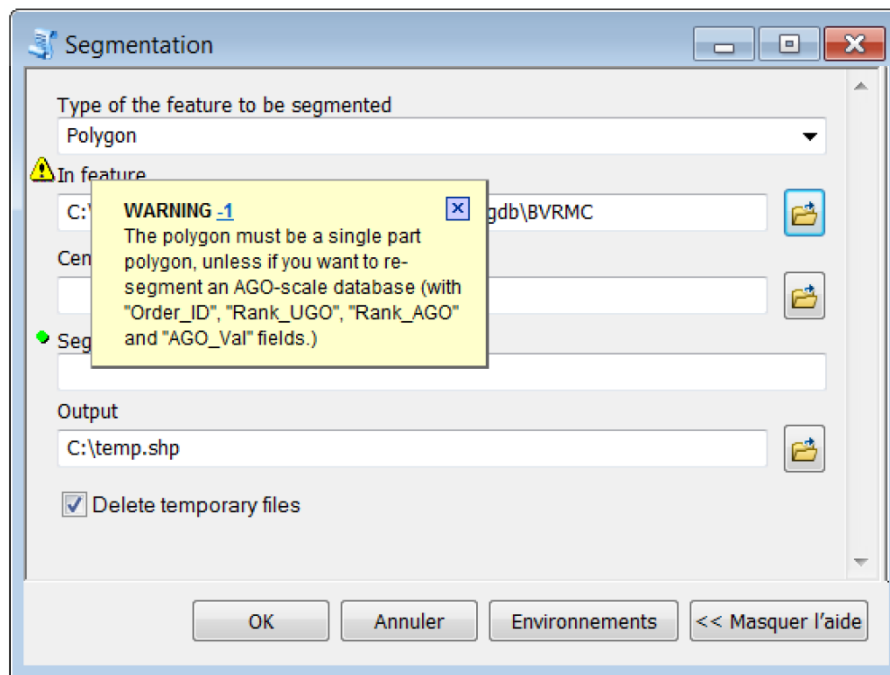 Segmentation
Type of the feature to be segmented
Polygon
In feature
C:\
gdb\BVRMC
WARNING -1
The polygon must be a single part
polygon, unless if you want to re-
segment an AGO-scale database (with
"Order_ID", "Rank_UGO", "Rank_AGO"
and "AGO_Val" fields.)
Cen
Seg
Output
C:\temp.shp
Delete temporary files
OK
Annuler
Environnements
<< Masquer l'aide